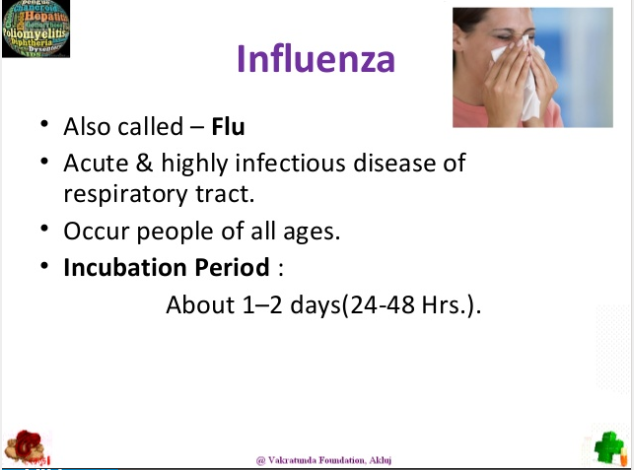 Hepatitis
Poliomyelitis
Diphtheria
Influenza
• Also called – Flu
• Acute & highly infectious disease of
respiratory tract.
• Occur people of all ages.
• Incubation Period :
About 1–2 days(24-48 Hrs.).
@ Vakratunda Foundation, Akluj